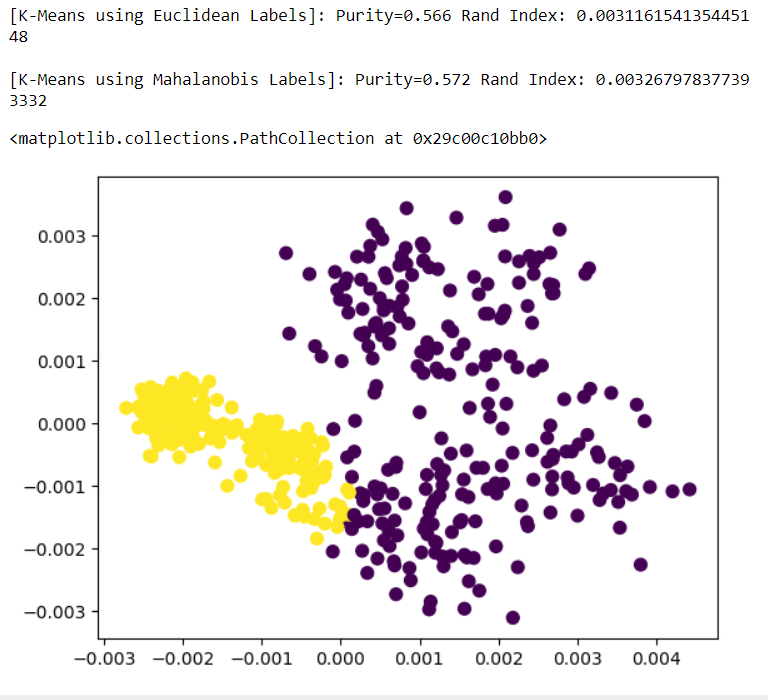 [K-Means using Euclidean Labels]: Purity=0.566 Rand Index: 0.0031161541354451
48
[K-Means using Mahalanobis Labels]: Purity=0.572 Rand Index: 0.00326797837739
3332
<matplotlib.collections.PathCollection at 0x29c00c10bb0>
0.003
0.002
0.001
0.000
−0.001
−0.002
−0.003
−0.003 −0.002 −0.001 0.000 0.001 0.002 0.003 0.004